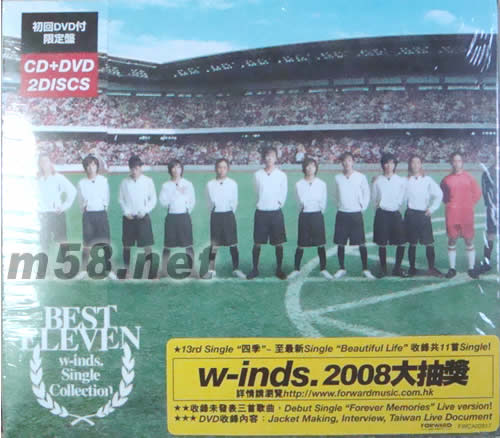 初回DVD付
限定盤
CD+DVD
2DISCS
m58.net
BEST
ELEVEN
w-inds.
Single
Collection
★13rd Single "四季"~ 至最新Single "Beautiful Life" 收錄共11首Single!
w-inds. 2008大抽獎
詳情請瀏覽http://www.forwardmusic.com.hk
★★收錄未發表三首歌曲，Debut Single "Forever Memories" Live version!
★★★DVD收錄內容：Jacket Making, Interview, Taiwan Live Document
FORWARD